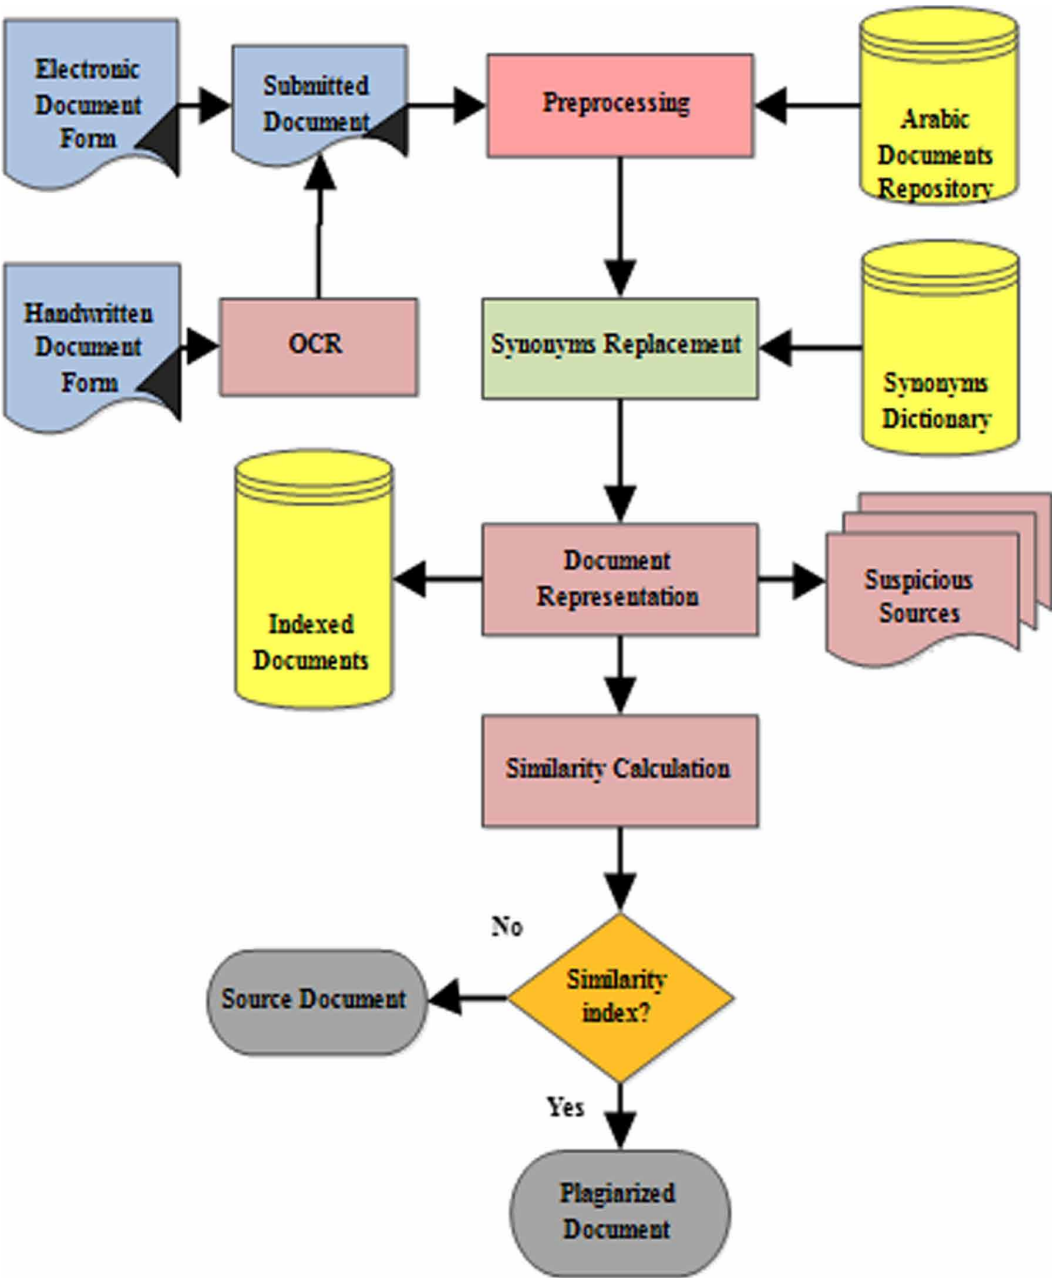 Electronic
Document
Form
Submitted
Document
Preprocessing
Arabic
Documents
Repository
Handwritten
Document
Form
OCR
Synonyms Replacement
Synonyms
Dictionary
Indexed
Documents
Document
Representation
Suspicious
Sources
Similarity Calculation
No
Similarity
index?
Source Document
Yes
Plagiarized
Document